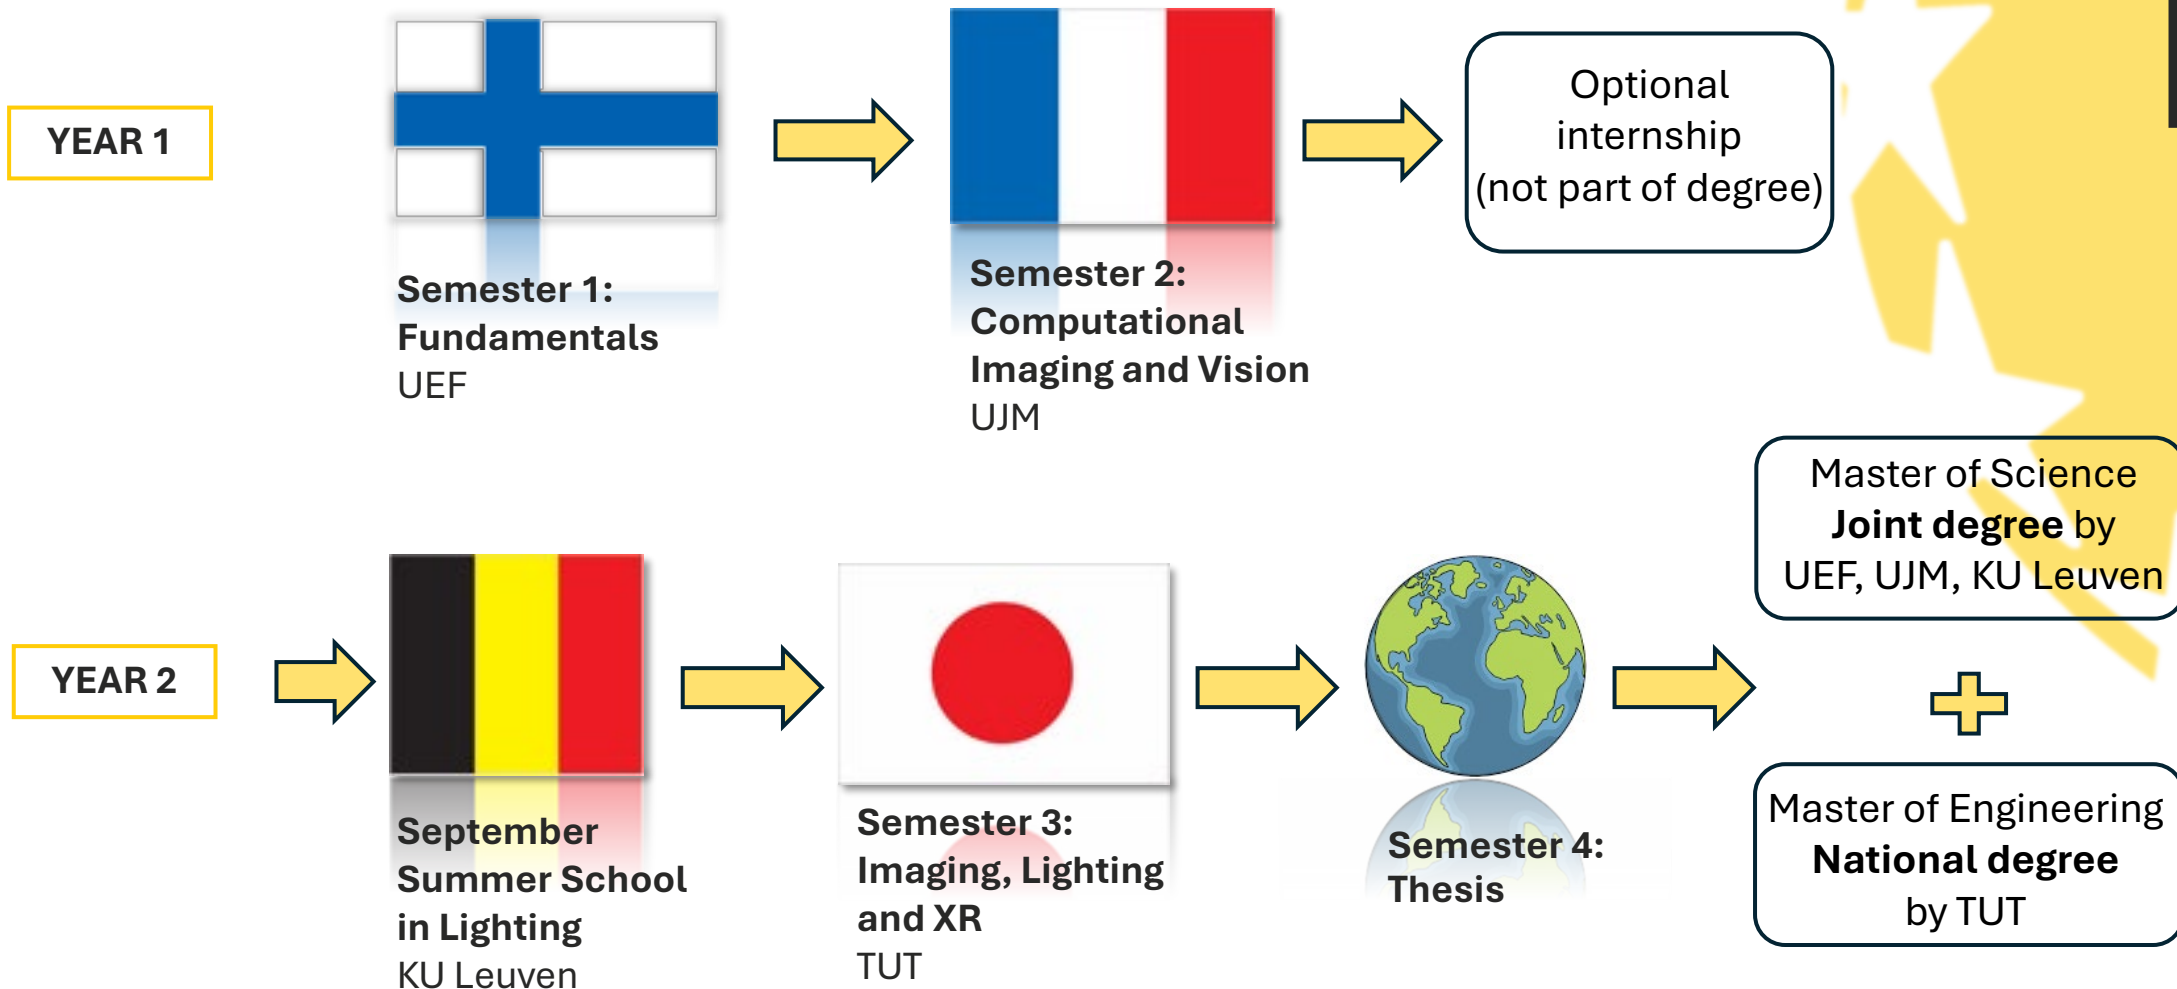 YEAR 1
Semester 1:
Fundamentals
UEF
Semester 2:
Computational
Imaging and Vision
UJM
Optional
internship
(not part of degree)
YEAR 2
September
Summer School
in Lighting
KU Leuven
Semester 3:
Imaging, Lighting
and XR
TUT
Semester 4:
Thesis
Master of Science
Joint degree by
UEF, UJM, KU Leuven
Master of Engineering
National degree
by TUT